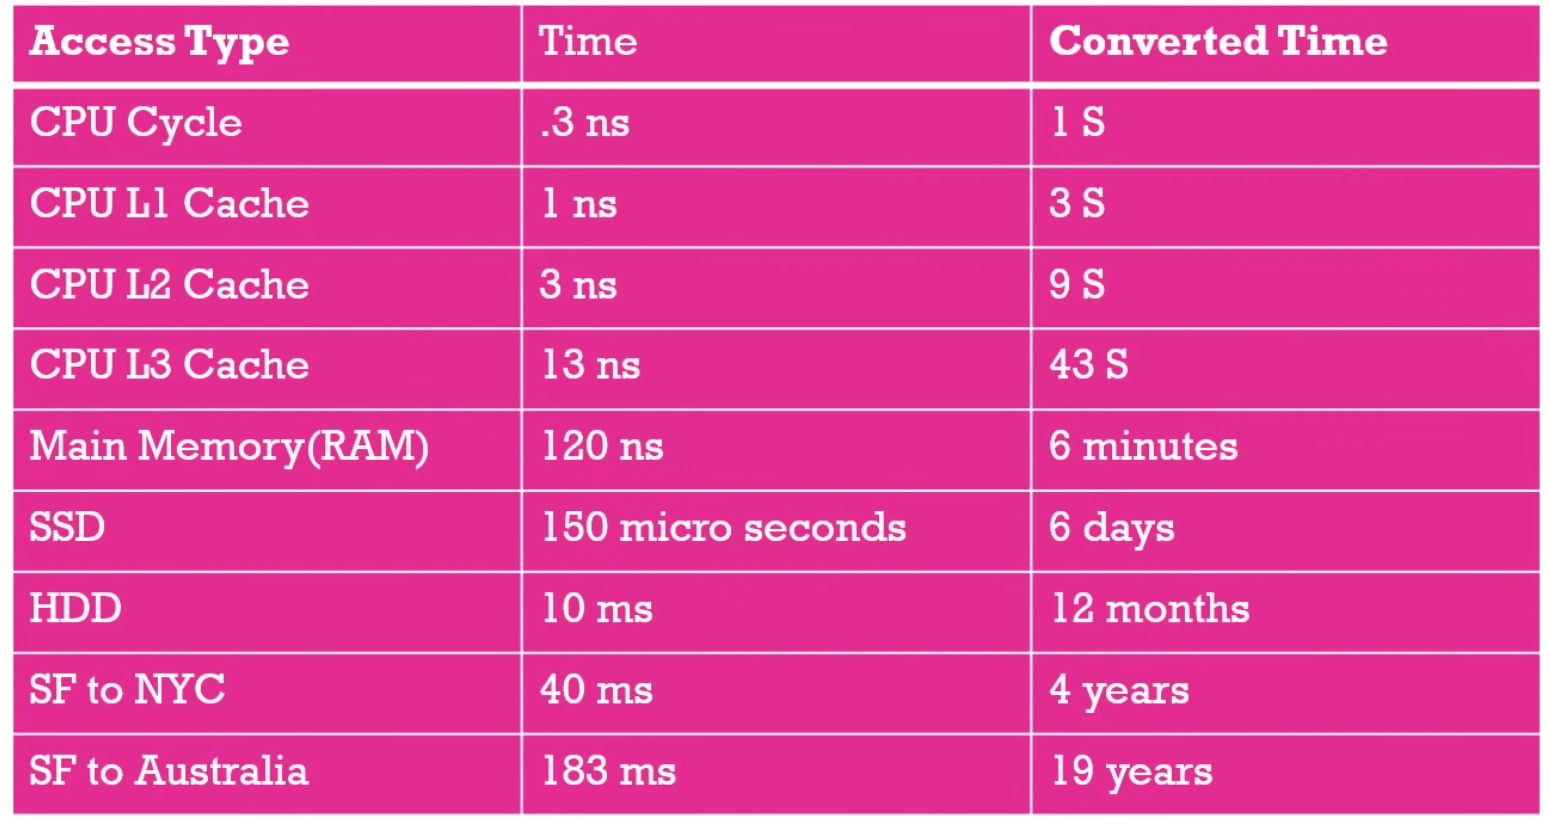 Access Type Time Converted Time
CPU Cycle .3 ns 1 S
CPU L1 Cache 1 ns 3 S
CPU L2 Cache 3 ns 9 S
CPU L3 Cache 13 ns 43 S
Main Memory(RAM) 120 ns 6 minutes
SSD 150 micro seconds 6 days
HDD 10 ms 12 months
SF to NYC 40 ms 4 years
SF to Australia 183 ms 19 years